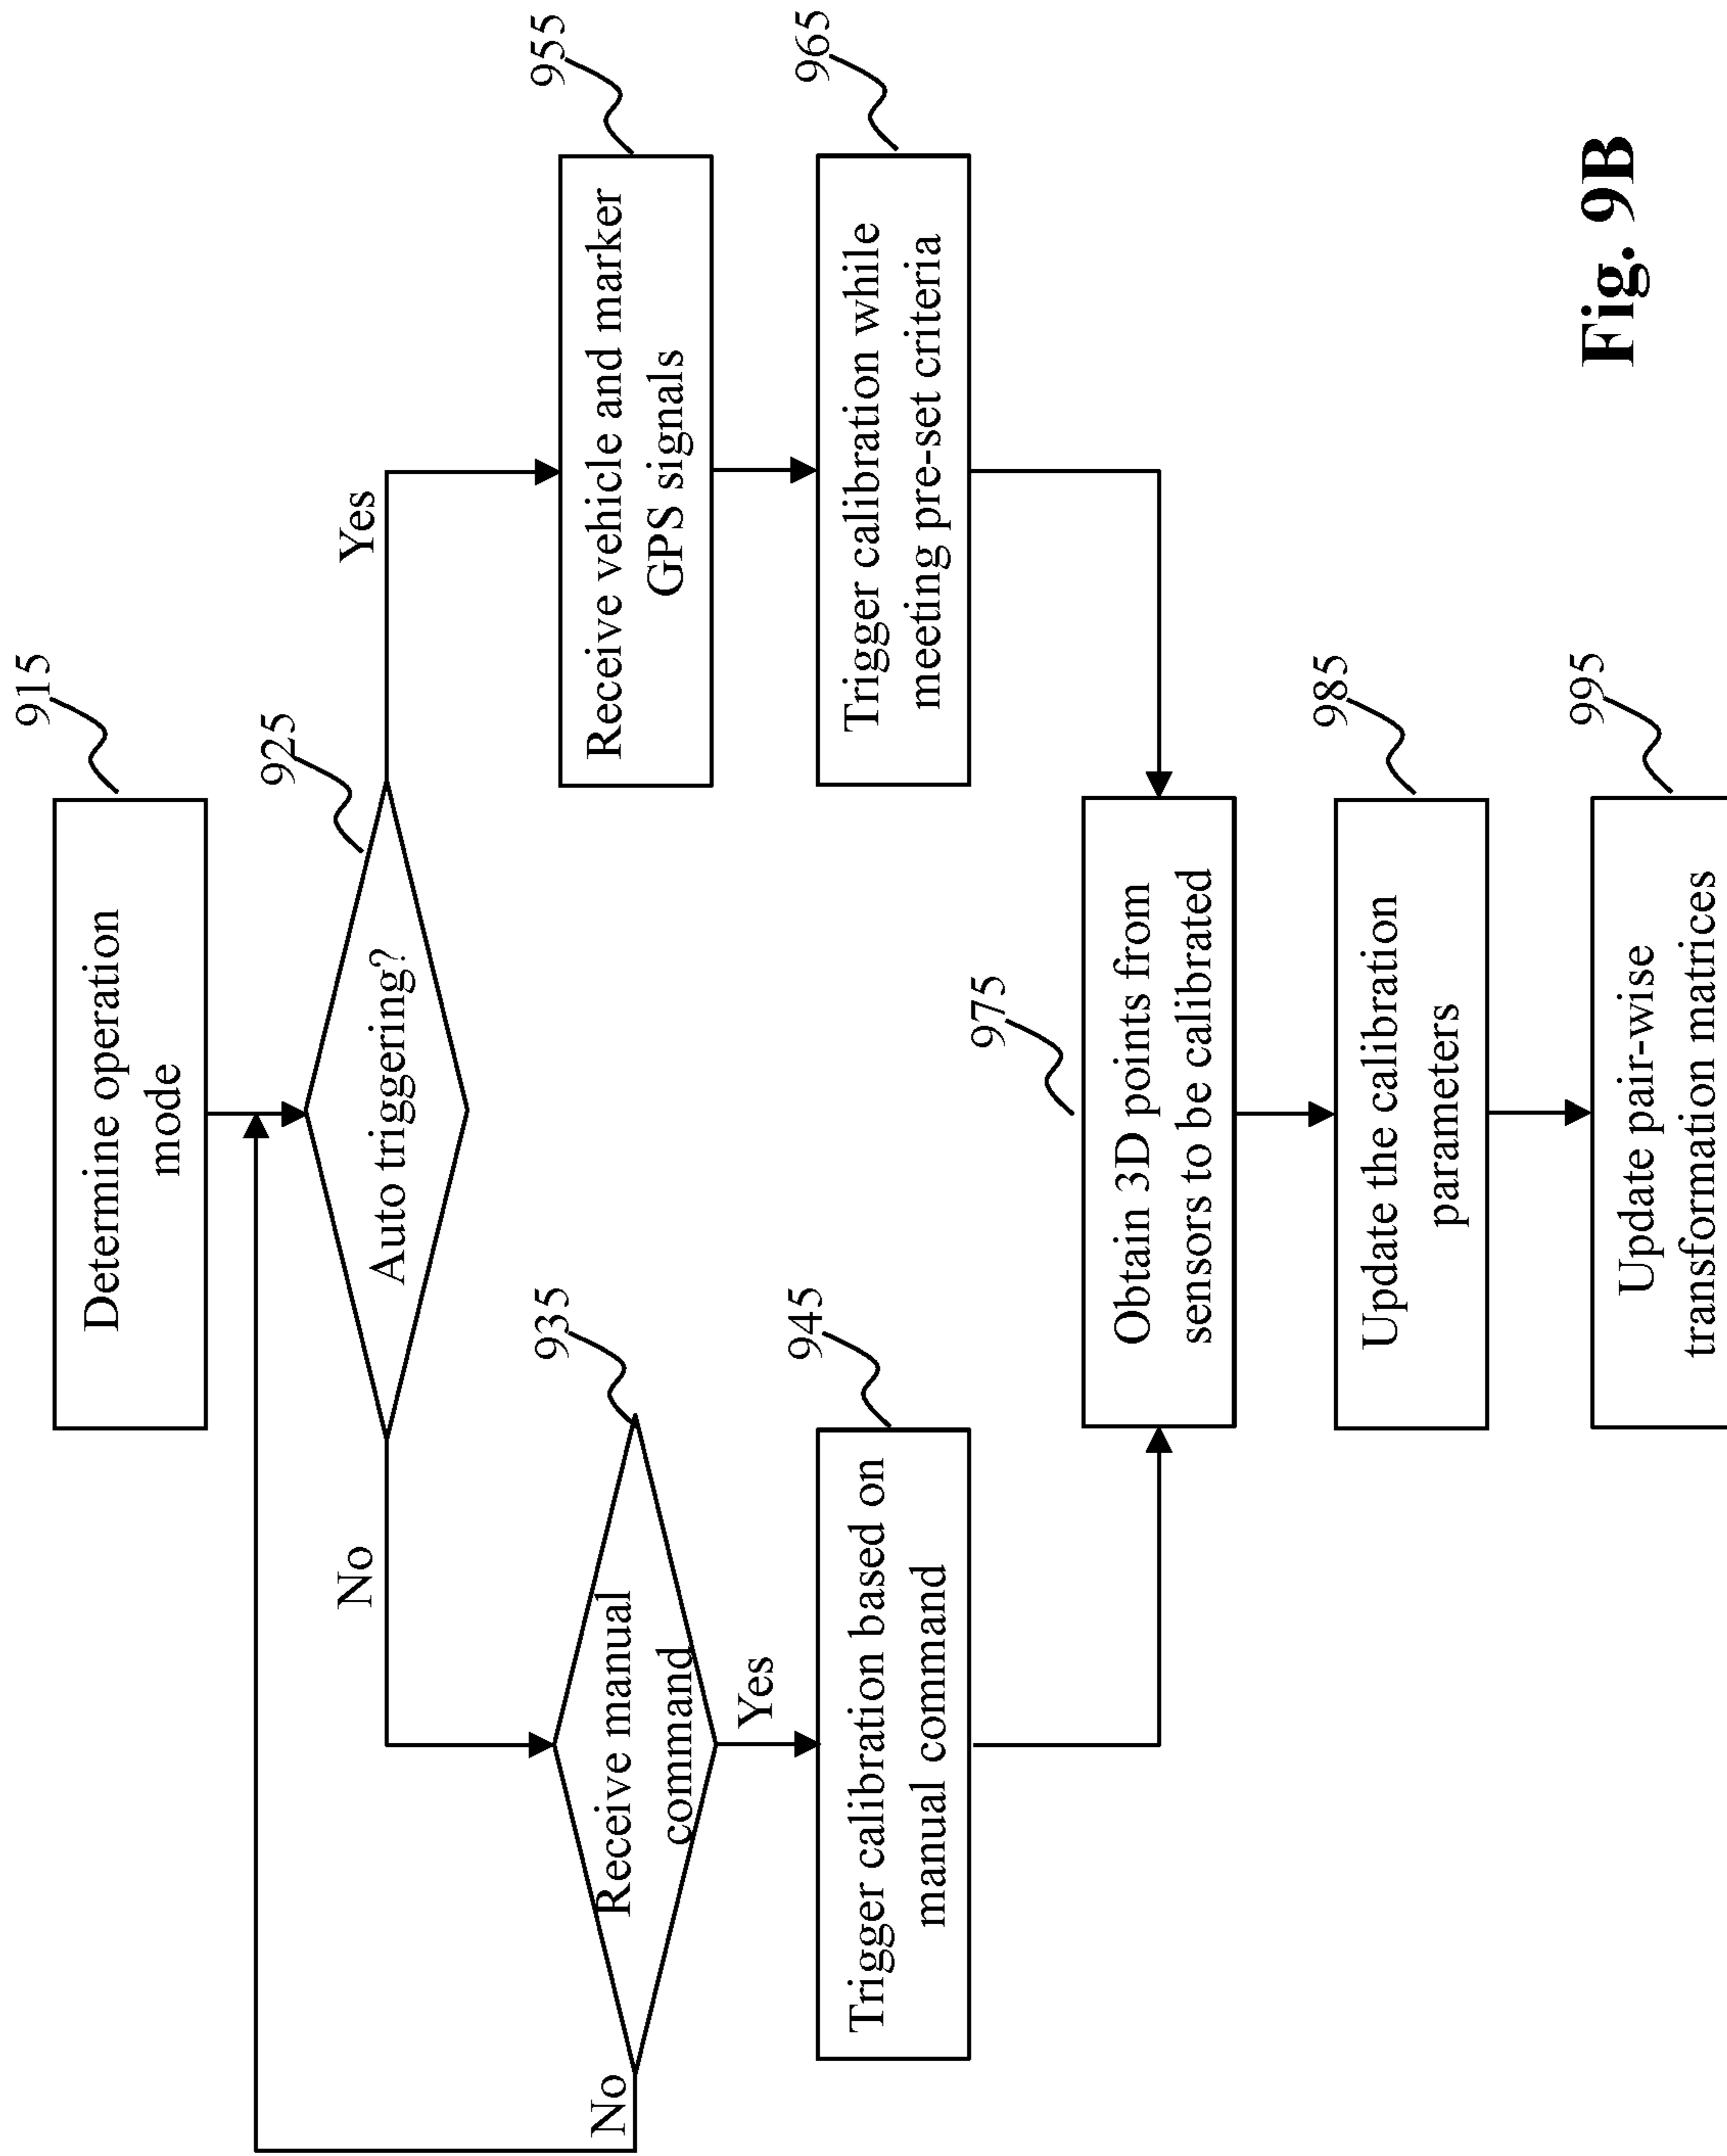 915
Determine operation
mode
925
Auto triggering?
No
Yes
935
Receive manual
command
No
Yes
955
Receive vehicle and marker
GPS signals
945
Trigger calibration based on
manual command
965
Trigger calibration while
meeting pre-set criteria
975
Obtain 3D points from
sensors to be calibrated
985
Update the calibration
parameters
995
Update pair-wise
transformation matrices
Fig. 9B